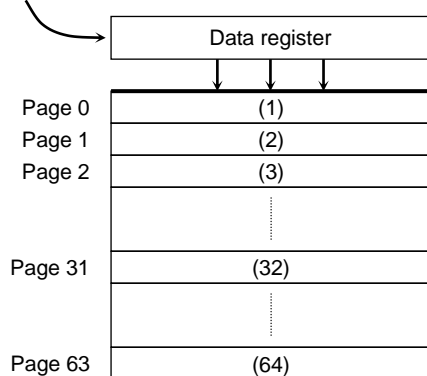 Data register
Page 0 (1)
Page 1 (2)
Page 2 (3)
Page 31 (32)
Page 63 (64)